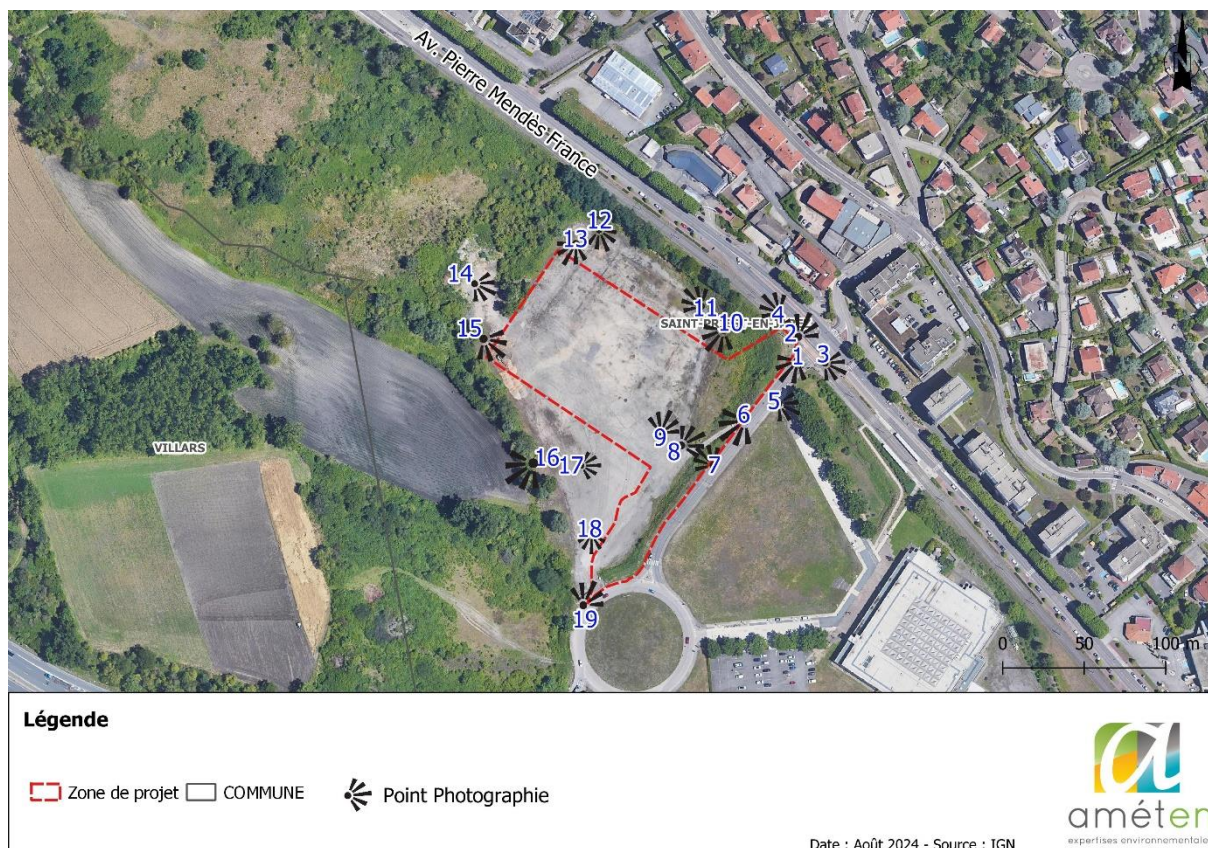 Av. Pierre Mendès France
N
12
13
14
11
4
SAINT-PR
10
2
15
1
3
5
6
9
8
7
VILLARS
16
17
18
19
0
50
100 m
Légende
Zone de projet
COMMUNE
Point Photographie
améten
expertises environnementales
Date : Août 2024 - Source : IGN